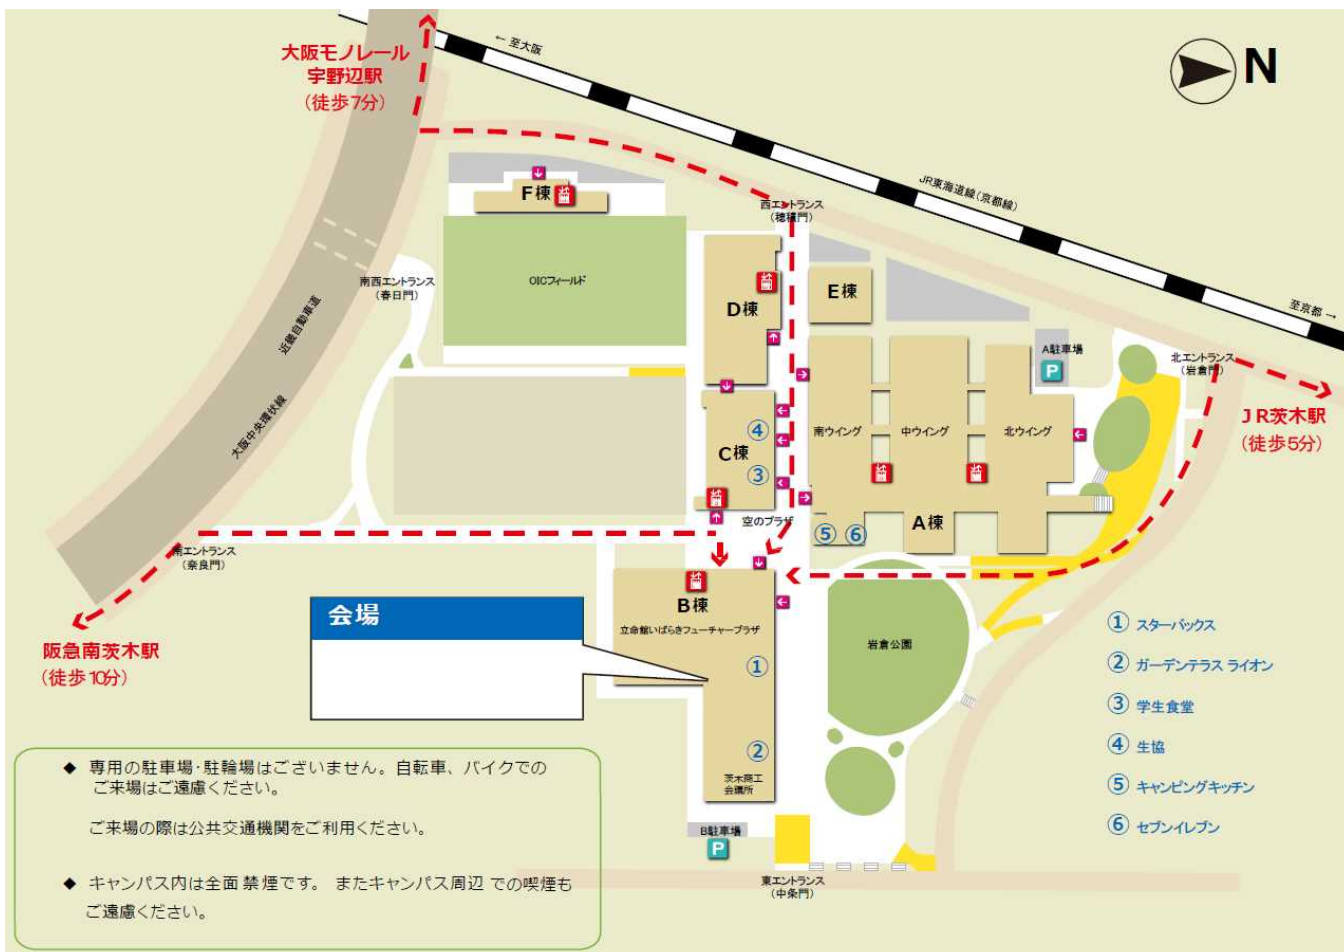 大阪モノレール
宇野辺駅
(徒歩7分)
← 至大阪
N
JR東海道線(京都線)
至京都 →
西エントランス
(穂積門)
F棟
OICフィールド
南西エントランス
(春日門)
近畿自動車道
大阪中央環状線
D棟
E棟
A駐車場
P
北エントランス
(岩倉門)
JR茨木駅
(徒歩5分)
④
C棟
③
南ウイング
中ウイング
北ウイング
空のプラザ
⑤ ⑥
A棟
南エントランス
(奈良門)
阪急南茨木駅
(徒歩10分)
会場
B棟
立命館いばらきフューチャープラザ
①
②
茨木商工
会議所
岩倉公園
B駐車場
P
東エントランス
(中条門)
① スターバックス
② ガーデンテラス ライオン
③ 学生食堂
④ 生協
⑤ キャンピングキッチン
⑥ セブンイレブン
◆ 専用の駐車場・駐輪場はございません。自転車、バイクでの
ご来場はご遠慮ください。
ご来場の際は公共交通機関をご利用ください。
◆ キャンパス内は全面 禁煙です。 またキャンパス周辺 での喫煙も
ご遠慮ください。